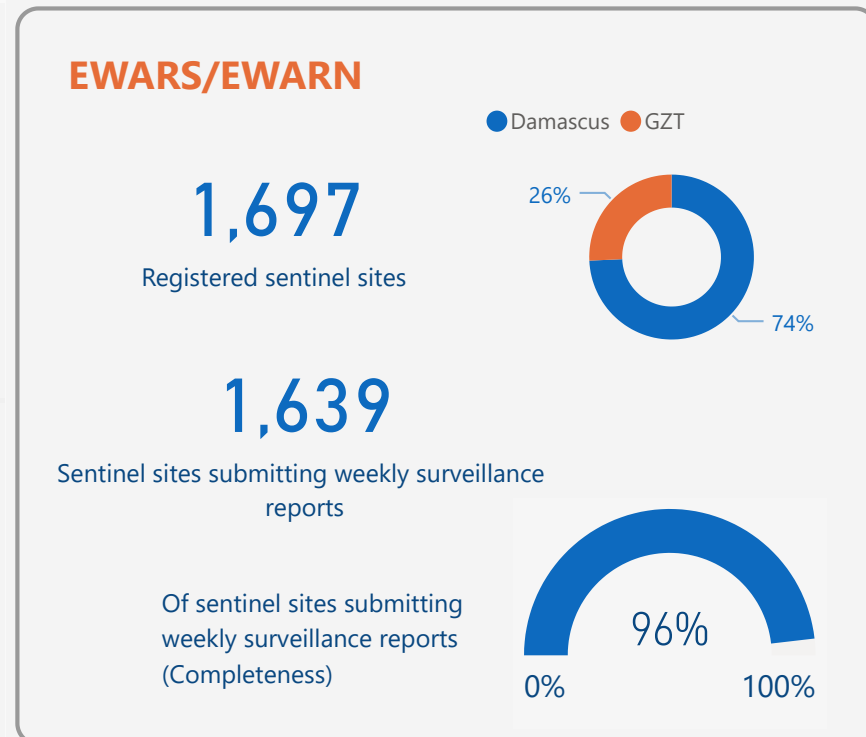 EWARS/EWARN
Damascus GZT
1,697
Registered sentinel sites
26%
74%
1,639
Sentinel sites submitting weekly surveillance
reports
Of sentinel sites submitting
weekly surveillance reports
(Completeness)
96%
0% 100%